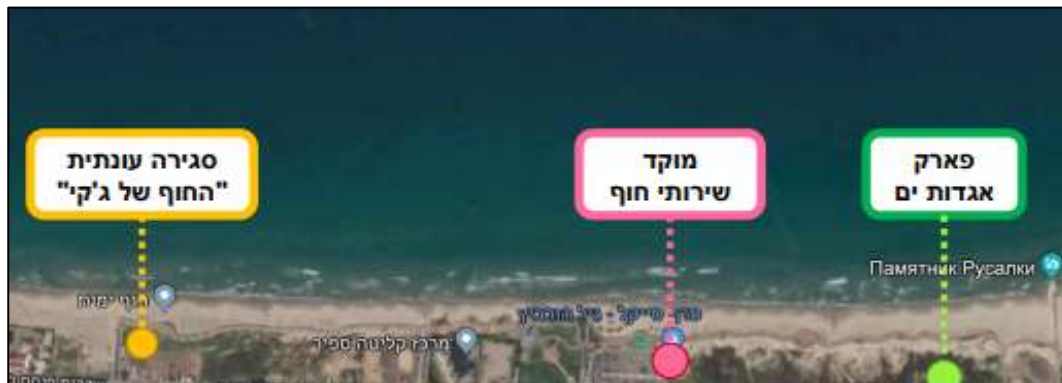 סגירה עונתית
"החוף של ג'קי"
מוקד
שירותי חוף
פארק
אגדות ים
Памятник Русалки
מרכז קליטה ספיר